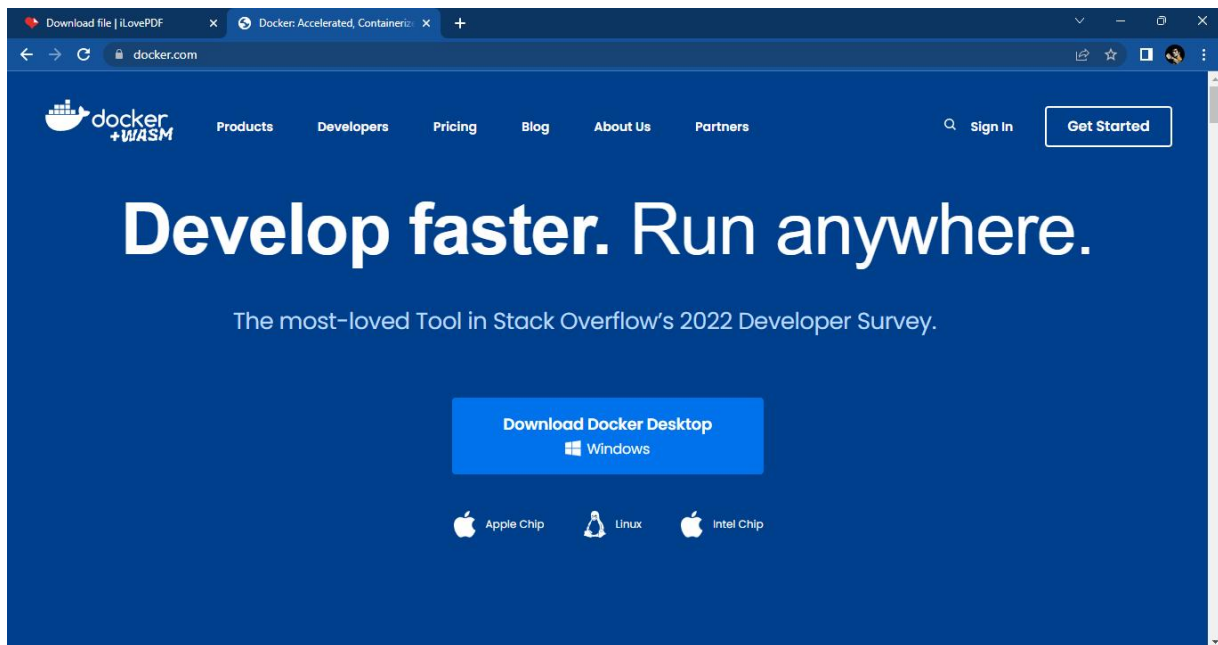 Download file | iLovePDF
Docker: Accelerated, Containeriz
docker.com
docker
+WASM
Products Developers Pricing Blog About Us Partners Sign In Get Started
Develop faster. Run anywhere.
The most-loved Tool in Stack Overflow's 2022 Developer Survey.
Download Docker Desktop
Windows
Apple Chip Linux Intel Chip